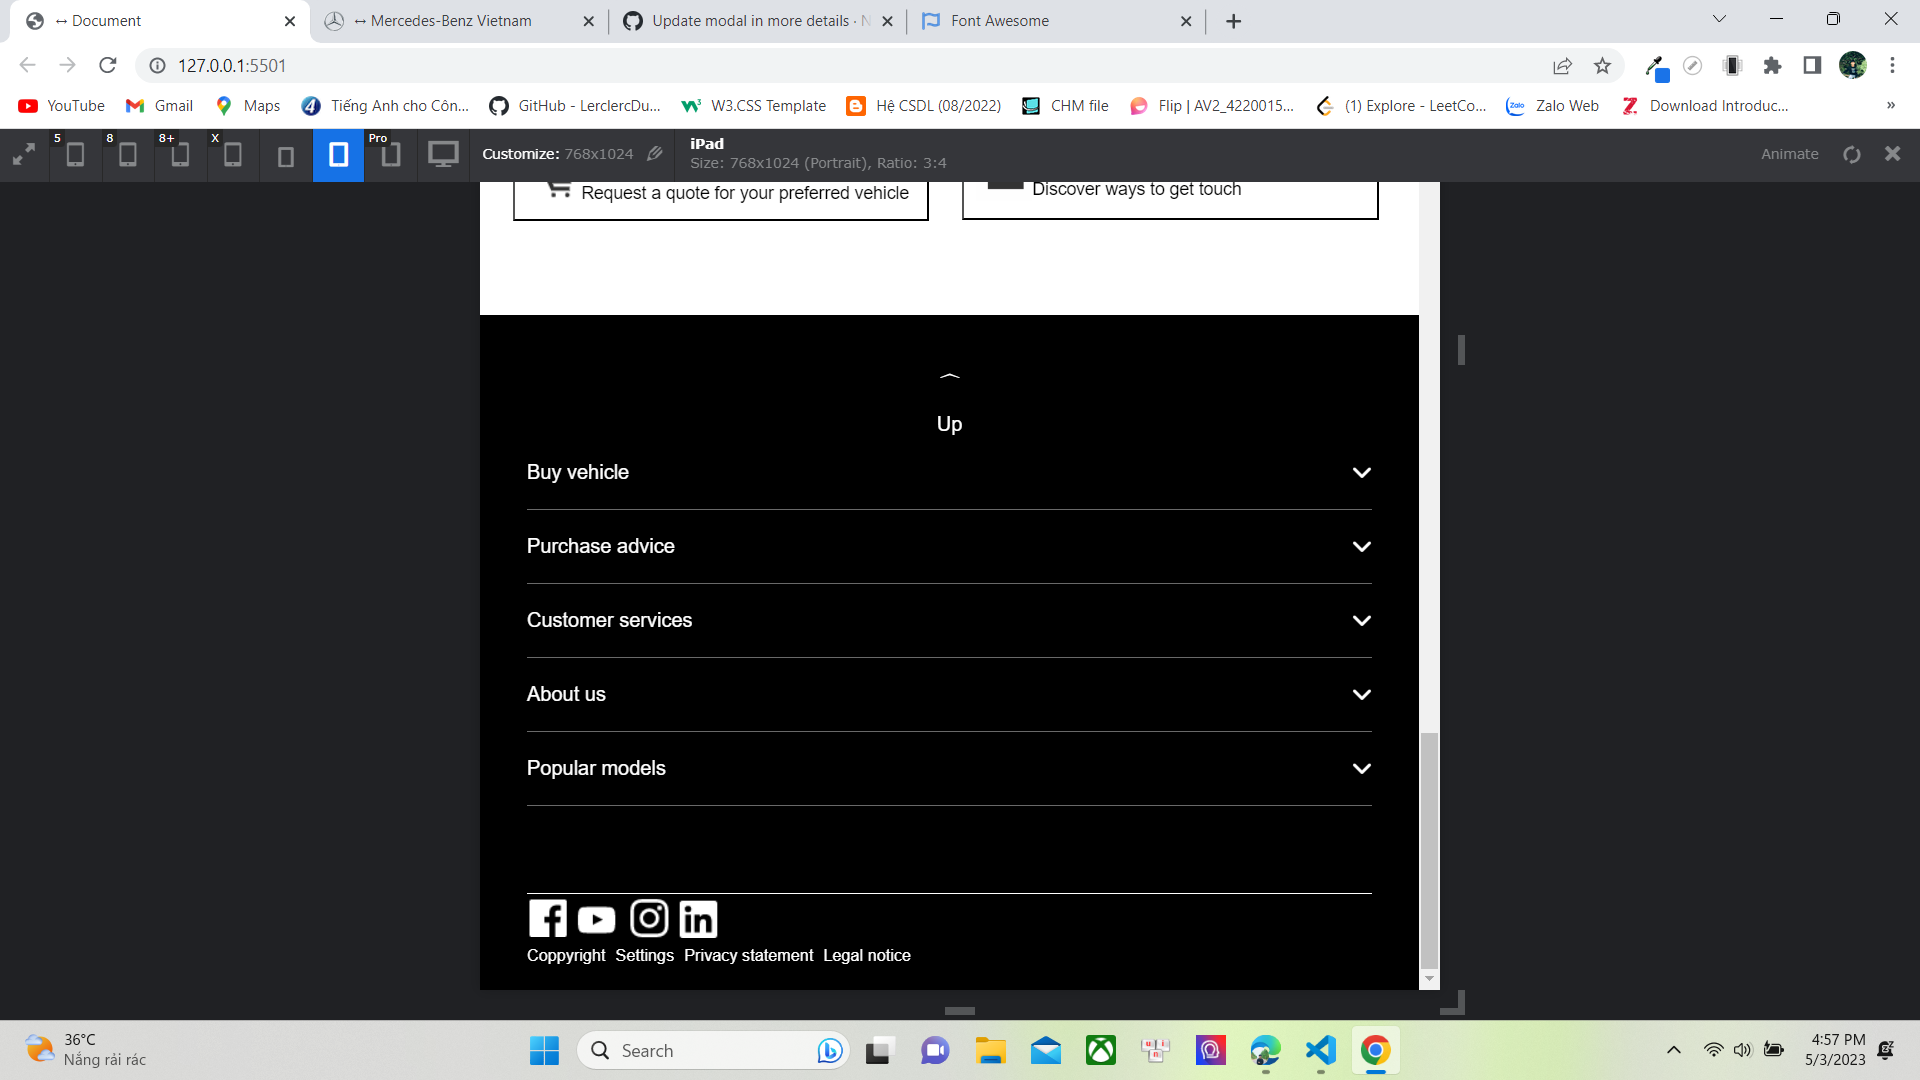 ↔ Document
↔ Mercedes-Benz Vietnam
Update modal in more details · N
Font Awesome
127.0.0.1:5501
YouTube
Gmail
Maps
Tiếng Anh cho Côn...
GitHub - LerclercDu...
W3.CSS Template
Hệ CSDL (08/2022)
CHM file
Flip | AV2_4220015...
(1) Explore - LeetCo...
Zalo Web
Download Introduc...
»
5
8
8+
X
Pro
Customize: 768x1024
iPad
Size: 768x1024 (Portrait), Ratio: 3:4
Animate
Request a quote for your preferred vehicle
Discover ways to get touch
Up
Buy vehicle
Purchase advice
Customer services
About us
Popular models
Coppyright Settings Privacy statement Legal notice
36°C
Nắng rải rác
Search
4:57 PM
5/3/2023